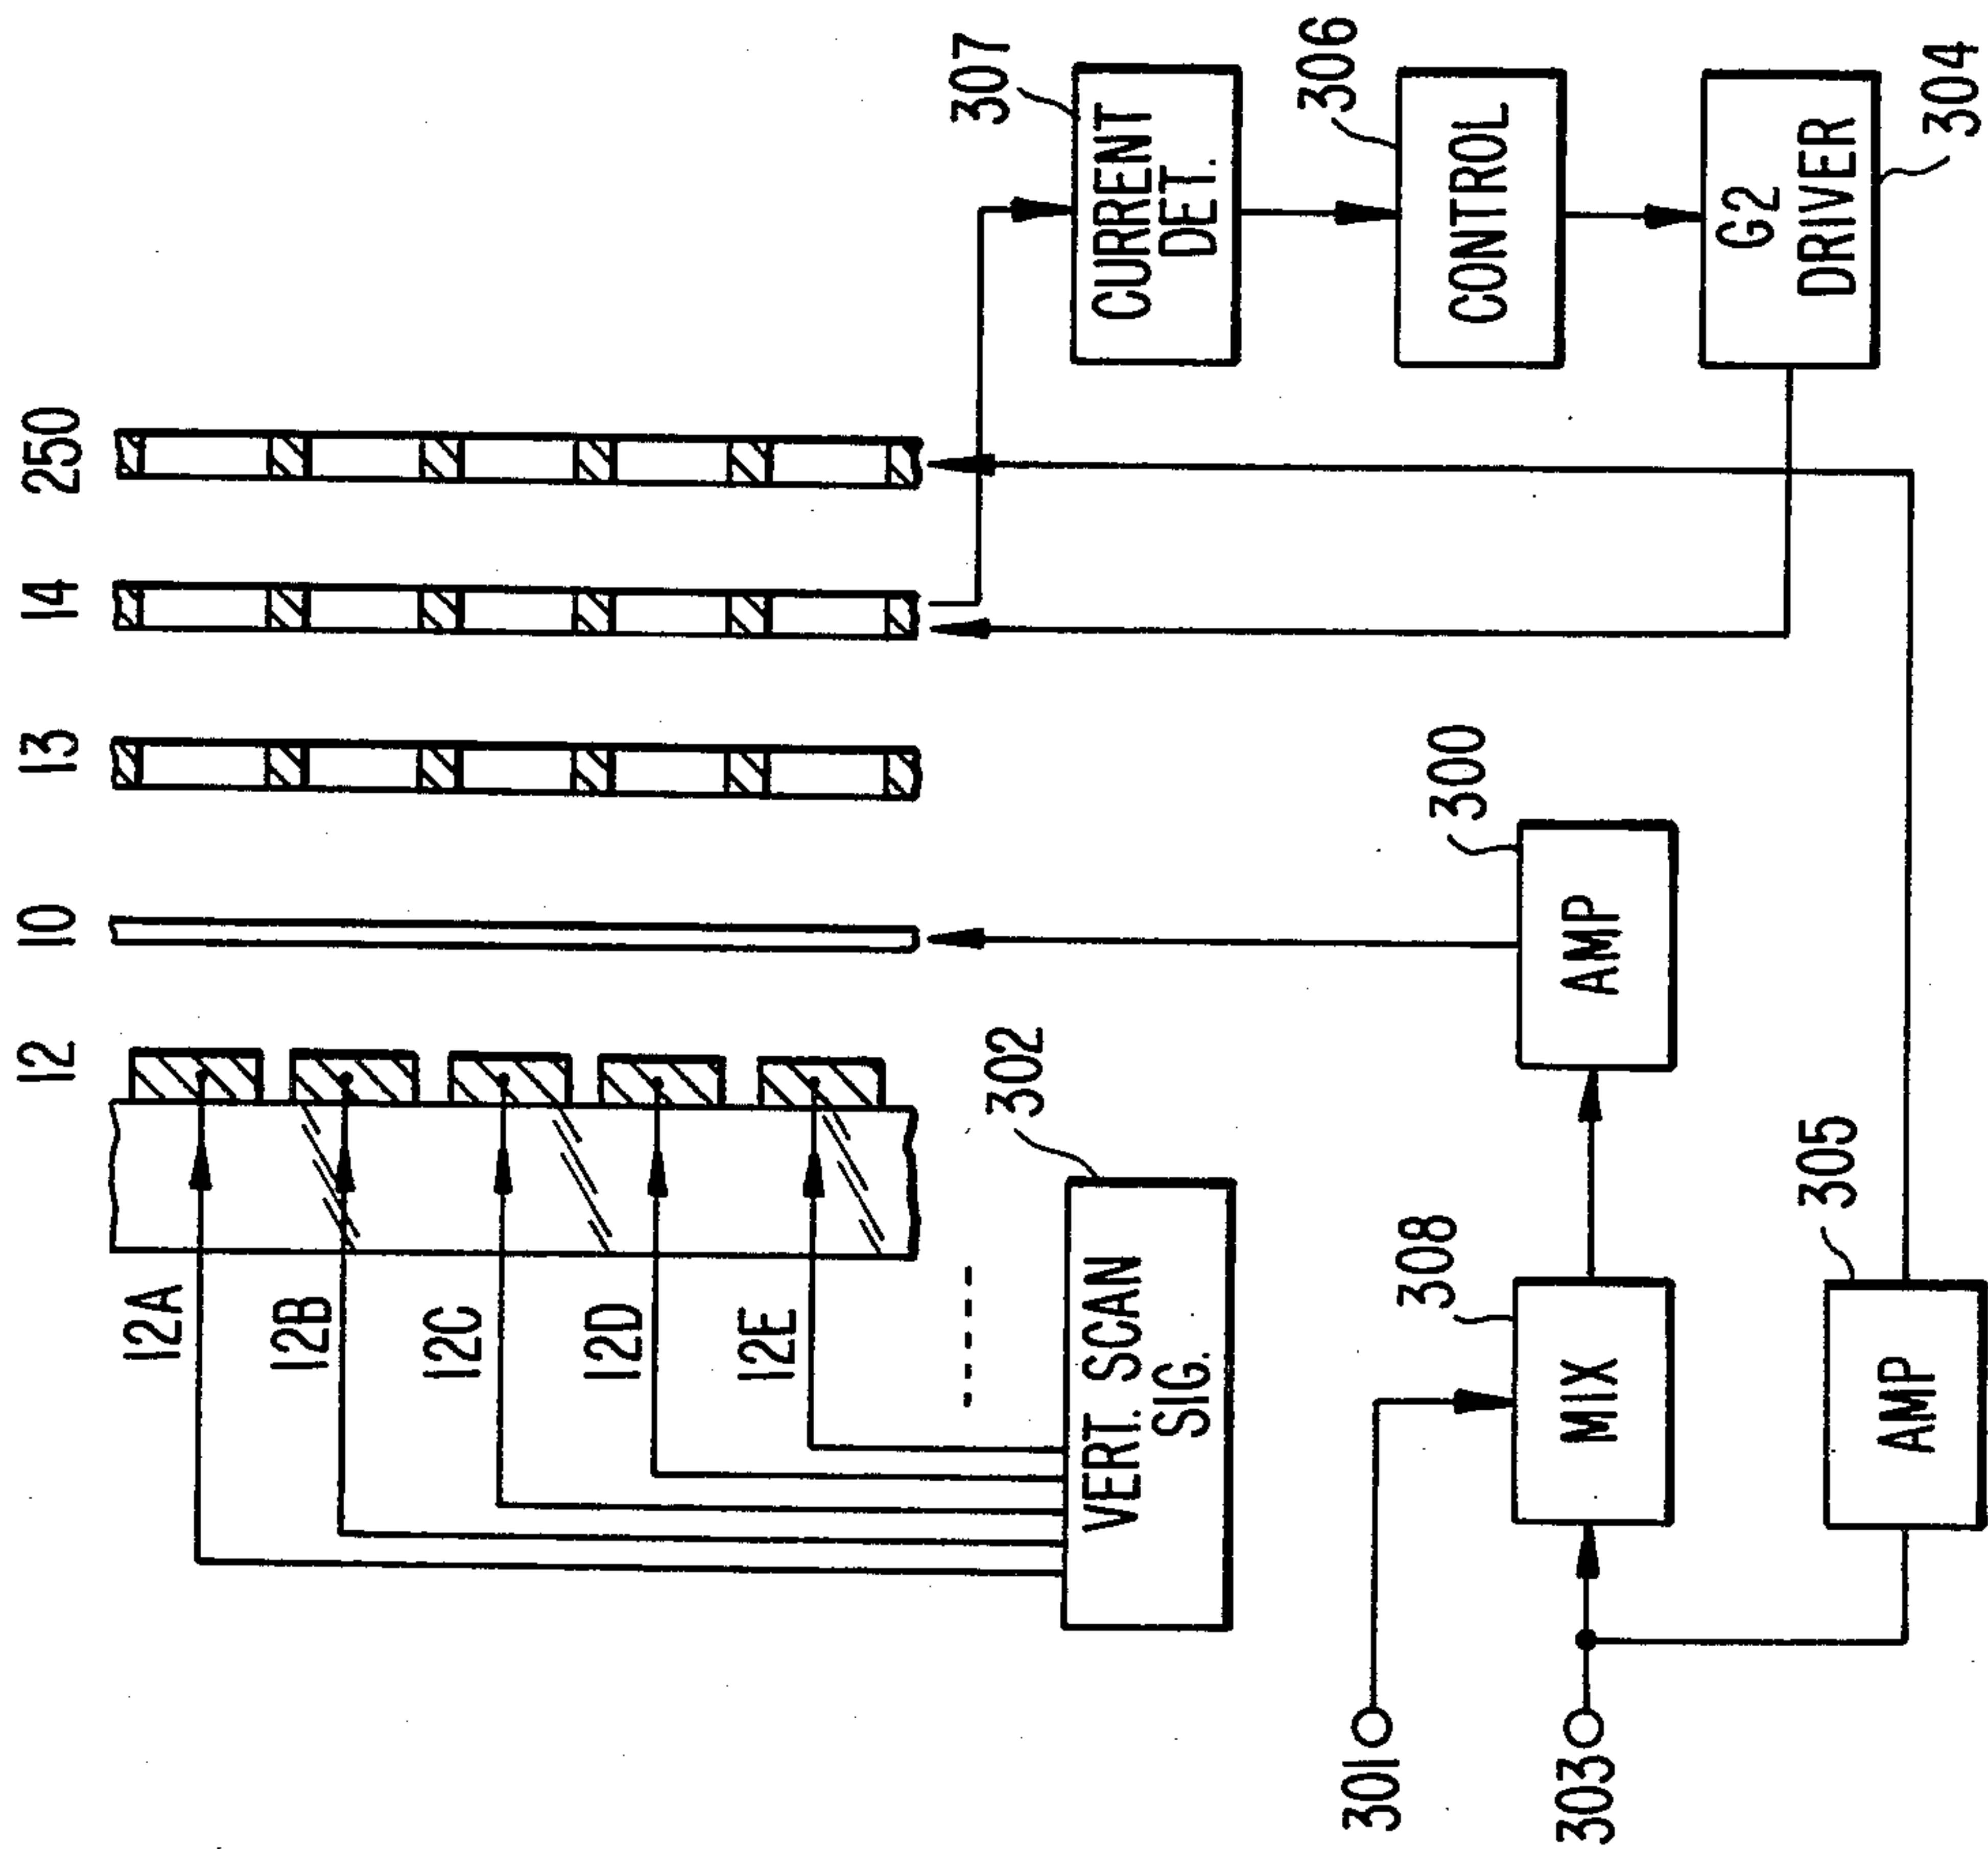 12
10
13
14
250
12A
12B
12C
12D
12E
302
VERT. SCAN
SIG.
307
CURRENT
DET.
306
CONTROL
304
G2
DRIVER
300
AMP
308
MIX
305
AMP
301
303